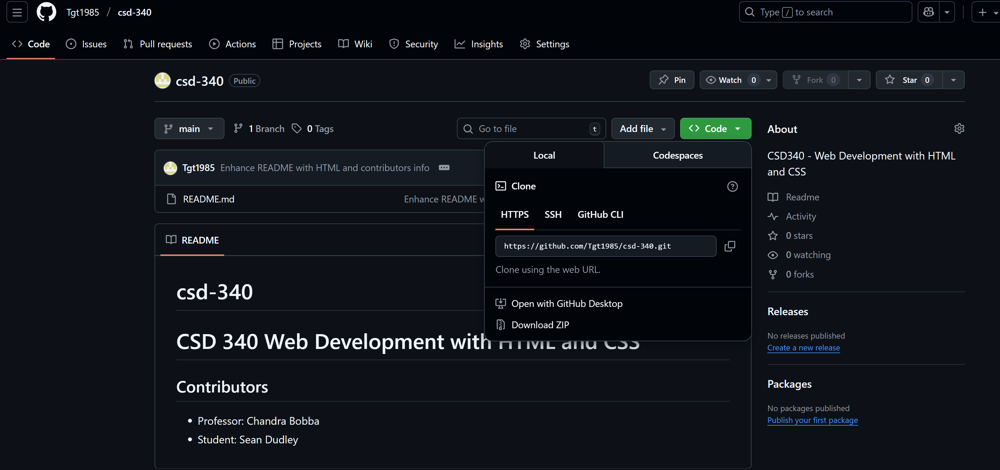 Tgt1985 / csd-340
Type / to search
Code Issues Pull requests Actions Projects Wiki Security Insights Settings
csd-340 Public
Pin Watch 0 Fork 0 Star 0
main 1 Branch 0 Tags
Go to file t Add file Code
Tgt1985 Enhance README with HTML and contributors info
README.md Enhance README w
Local Codespaces
Clone
HTTPS SSH GitHub CLI
https://github.com/Tgt1985/csd-340.git
Clone using the web URL.
Open with GitHub Desktop
Download ZIP
README
csd-340
CSD 340 Web Development with HTML and CSS
Contributors
Professor: Chandra Bobba
Student: Sean Dudley
About
CSD340 - Web Development with HTML
and CSS
Readme
Activity
0 stars
0 watching
0 forks
Releases
No releases published
Create a new release
Packages
No packages published
Publish your first package